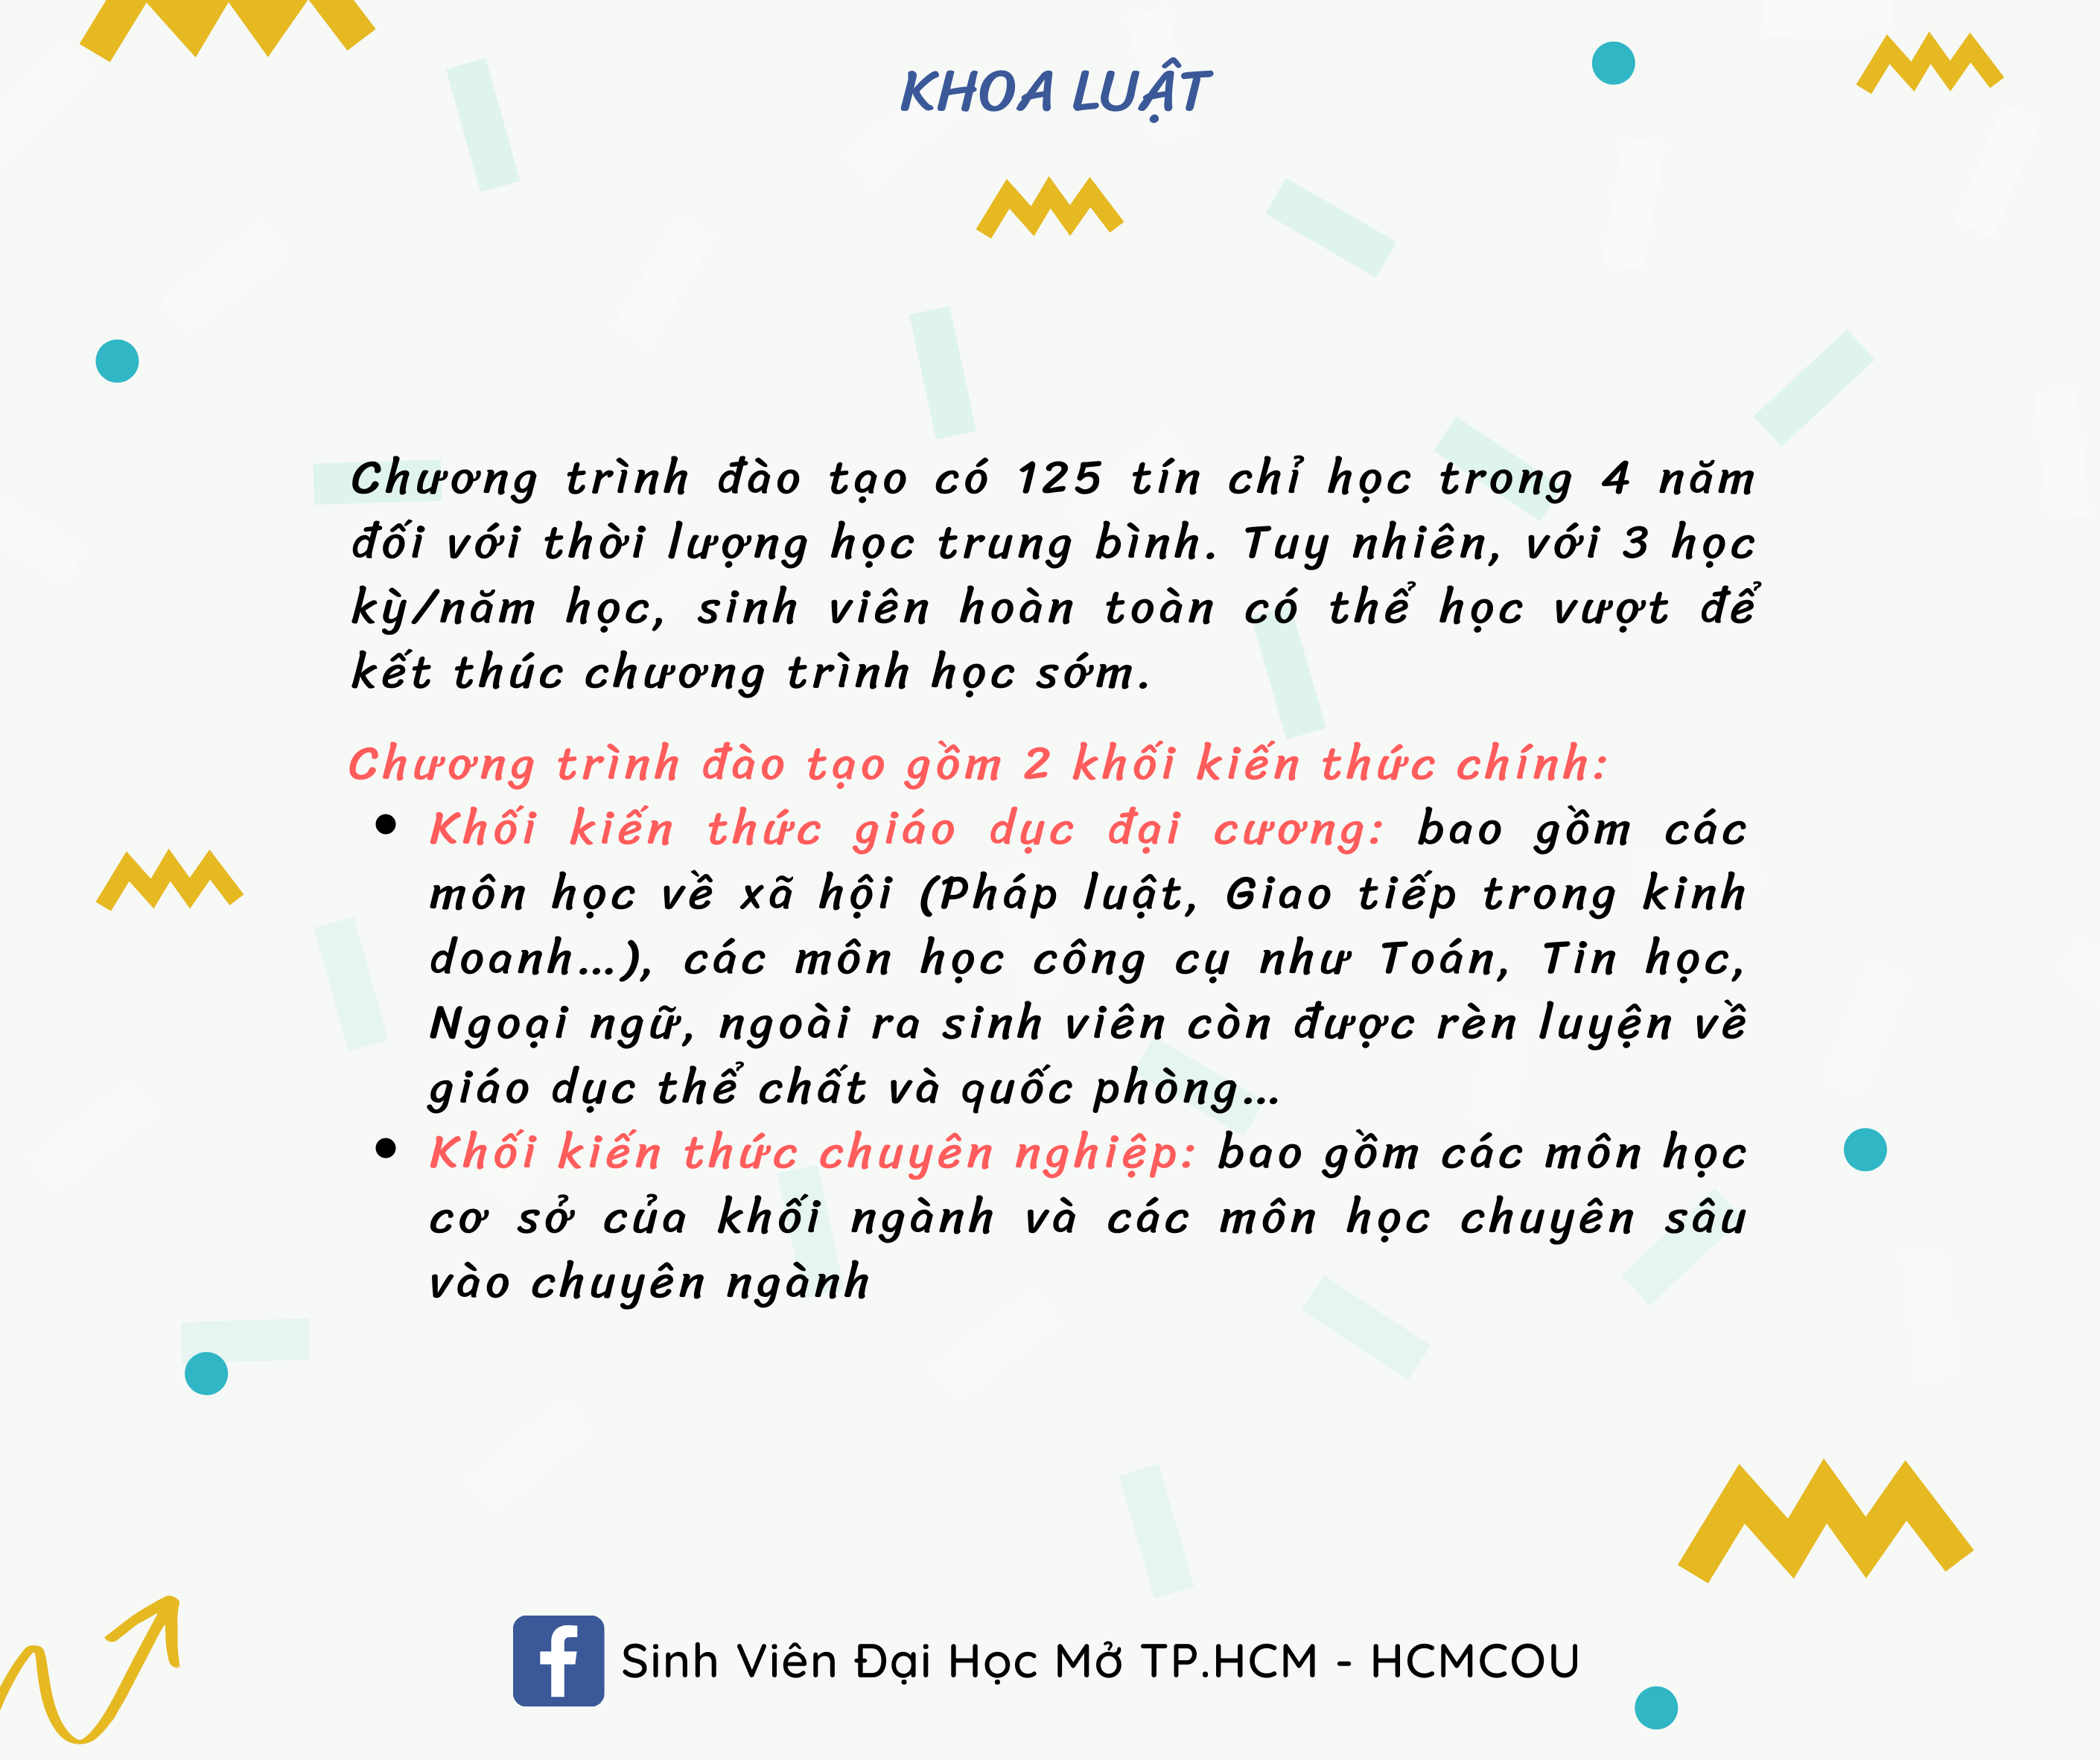 KHOA LUẬT
Chương trình đào tạo có 125 tín chỉ học trong 4 năm
đối với thời lượng học trung bình. Tuy nhiên, với 3 học
kỳ/năm học, sinh viên hoàn toàn có thể học vượt để
kết thúc chương trình học sớm.
Chương trình đào tạo gồm 2 khối kiến thức chính:
• Khối kiến thức giáo dục đại cương: bao gồm các
môn học về xã hội (Pháp luật, Giao tiếp trong kinh
doanh...), các môn học công cụ như Toán, Tin học,
Ngoại ngữ, ngoài ra sinh viên còn được rèn luyện về
giáo dục thể chất và quốc phòng...
• Khối kiến thức chuyên nghiệp: bao gồm các môn học
cơ sở của khối ngành và các môn học chuyên sâu
vào chuyên ngành
Sinh Viên Đại Học Mở TP.HCM - HCMCOU